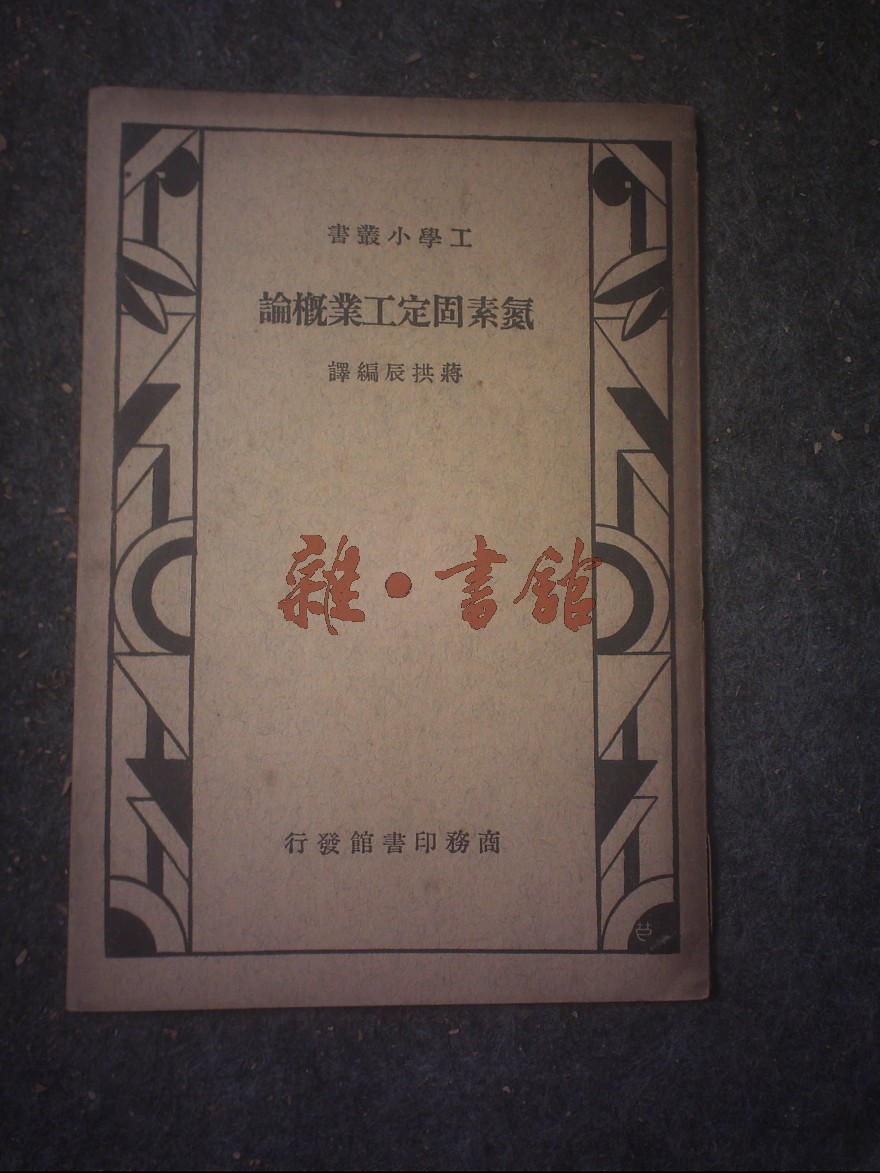 工學小叢書
氮素固定工業槪論
蔣拱辰編譯
雜·書館
商務印書館發行